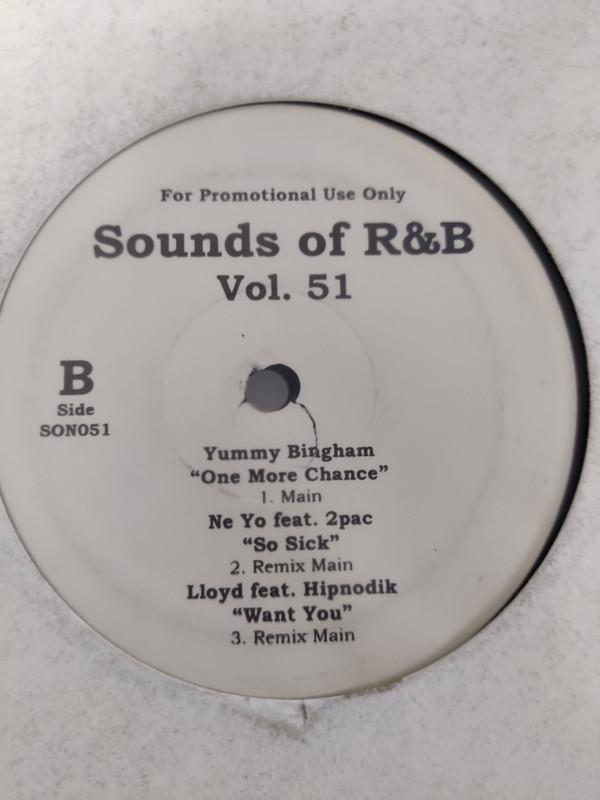 For Promotional Use Only
Sounds of R&B
Vol. 51
B
Side
SON051
Yummy Bingham
“One More Chance”
1. Main
Ne Yo feat. 2pac
“So Sick”
2. Remix Main
Lloyd feat. Hipnodik
“Want You”
3. Remix Main